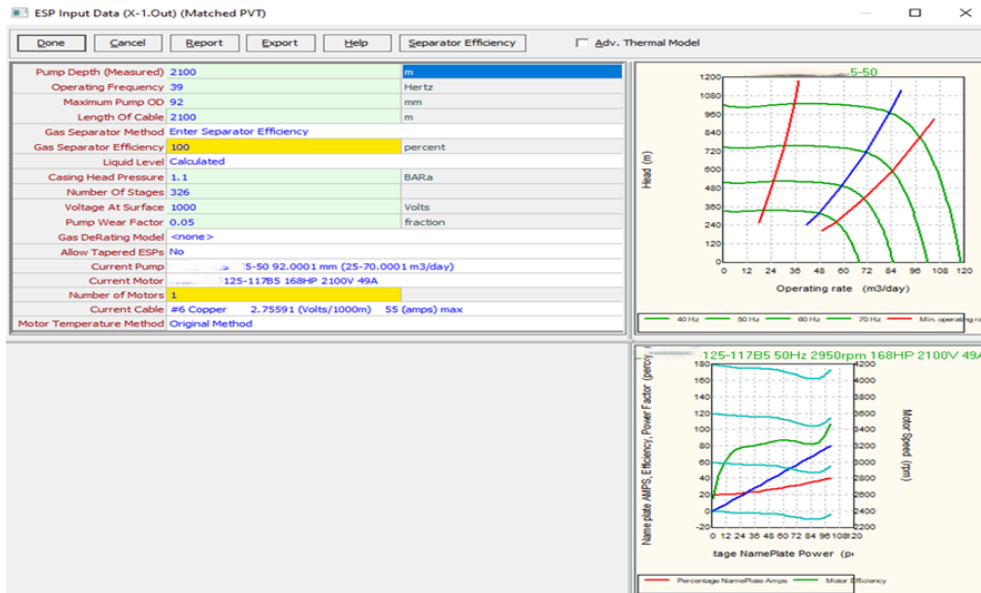 ESP Input Data (X-1.Out) (Matched PVT)
Done Cancel Report Export Help Separator Efficiency Adv. Thermal Model
Pump Depth (Measured) 2100 m
Operating Frequency 39 Hertz
Maximum Pump OD 92 mm
Length Of Cable 2100 m
Gas Separator Method Enter Separator Efficiency
Gas Separator Efficiency 100 percent
Liquid Level Calculated
Casing Head Pressure 1.1 BARa
Number Of Stages 326
Voltage At Surface 1000 Volts
Pump Wear Factor 0.05 fraction
Gas DeRating Model <none>
Allow Tapered ESPs No
Current Pump 5-50 92.0001 mm (25-70.0001 m3/day)
Current Motor 125-117B5 168HP 2100V 49A
Number of Motors 1
Current Cable #6 Copper 2.75591 (Volts/1000m) 55 (amps) max
Motor Temperature Method Original Method
5-50
1200
1080
960
840
720
600
480
360
240
120
0
Head (m)
0 12 24 36 48 60 72 84 96 108 120
Operating rate (m3/day)
40 Hz 50 Hz 60 Hz 70 Hz Min. operating ra
125-117B5 50Hz 2950rpm 168HP 2100V 49A
180 4200
160 4000
140 3800
120 3600
100 3400
80 3200
60 3000
40 2800
20 2600
0 2400
-20 2200
Name plate AMPS, Efficiency, Power Factor
Motor Speed (rpm)
0 12 24 36 48 60 72 84 96 108 120
tage NamePlate Power (p
Percentage NamePlate Amps Motor Efficiency